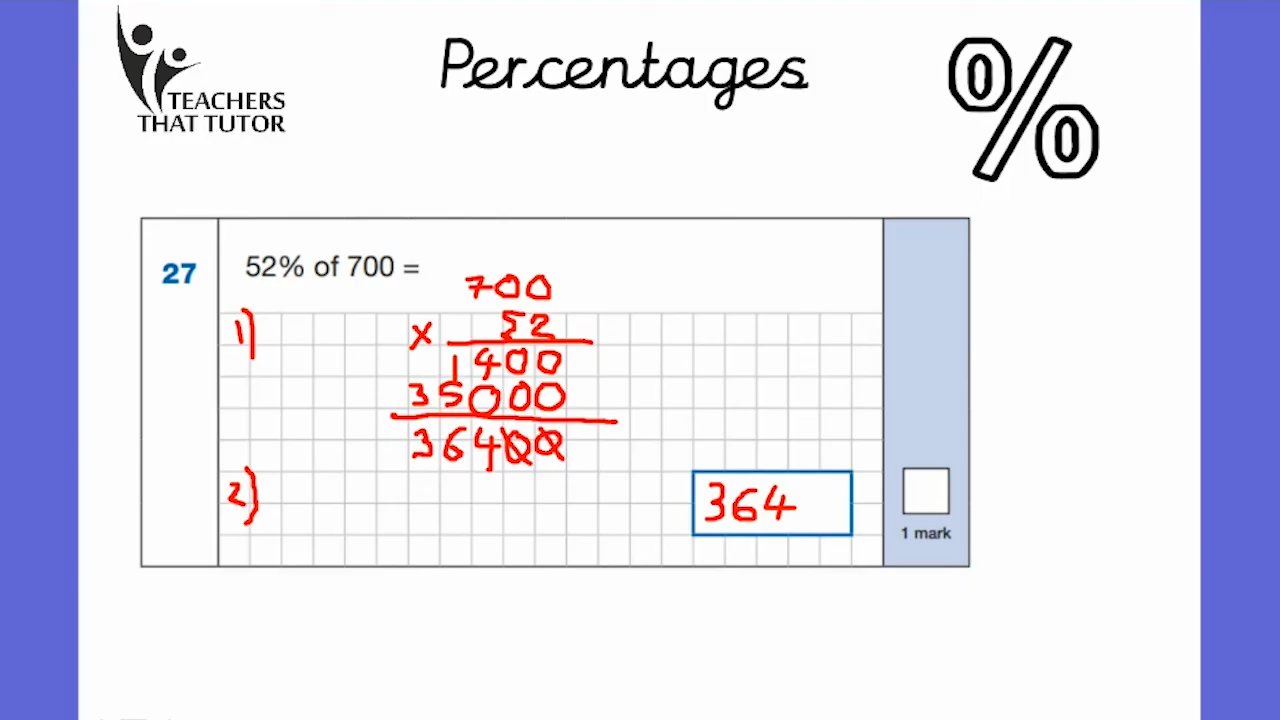 Percentages %
TEACHERS
THAT TUTOR
27 52% of 700 =
700
1) x 52
1400
35000
36400
2) 364
1 mark